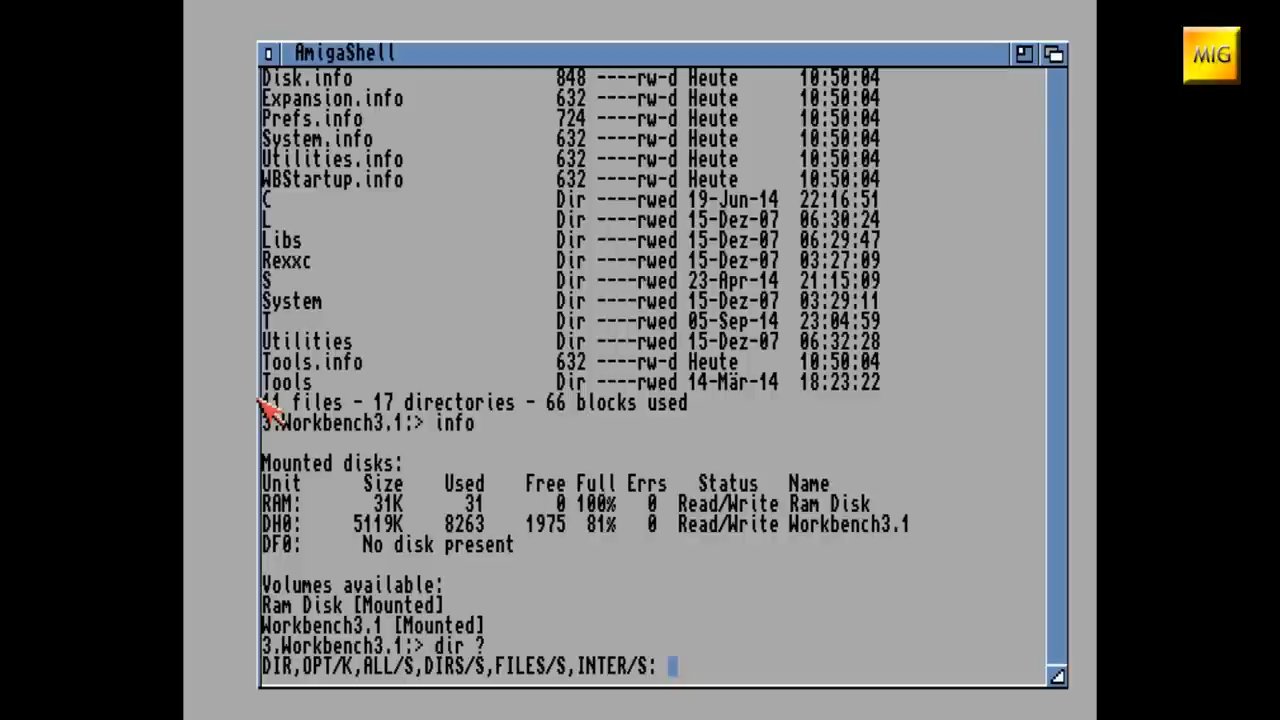 AmigaShell
MIG
Disk.info 848 ----rw-d Heute 10:50:04
Expansion.info 632 ----rw-d Heute 10:50:04
Prefs.info 724 ----rw-d Heute 10:50:04
System.info 632 ----rw-d Heute 10:50:04
Utilities.info 632 ----rw-d Heute 10:50:04
WBStartup.info 632 ----rw-d Heute 10:50:04
C Dir ----rwed 19-Jun-14 22:16:51
L Dir ----rwed 15-Dez-07 06:30:24
Libs Dir ----rwed 15-Dez-07 06:29:47
Rexxc Dir ----rwed 15-Dez-07 03:27:09
S Dir ----rwed 23-Apr-14 21:15:09
System Dir ----rwed 15-Dez-07 03:29:11
T Dir ----rwed 05-Sep-14 23:04:59
Utilities Dir ----rwed 15-Dez-07 06:32:28
Tools.info 632 ----rw-d Heute 10:50:04
Tools Dir ----rwed 14-Mär-14 18:23:22
files - 17 directories - 66 blocks used
3.Workbench3.1:> info
Mounted disks:
Unit Size Used Free Full Errs Status Name
RAM: 31K 31 0 100% 0 Read/Write Ram Disk
DH0: 5119K 8263 1975 81% 0 Read/Write Workbench3.1
DF0: No disk present
Volumes available:
Ram Disk [Mounted]
Workbench3.1 [Mounted]
3.Workbench3.1:> dir ?
DIR,OPT/K,ALL/S,DIRS/S,FILES/S,INTER/S: